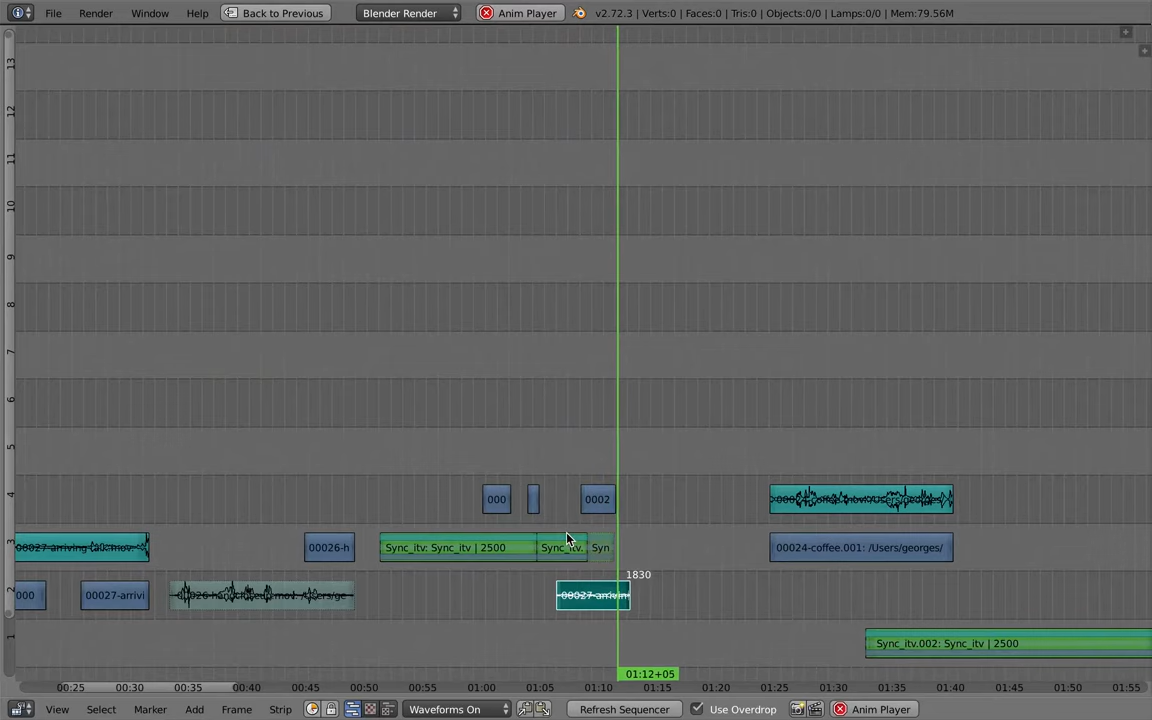 File Render Window Help Back to Previous Blender Render Anim Player v2.72.3 | Verts:0 | Faces:0 | Tris:0 | Objects:0/0 | Lamps:0/0 | Mem:79.56M
13
12
11
10
9
8
7
6
5
4 000 0002
3 00027-arriving 00026-h Sync_itv: Sync_itv | 2500 Sync_itv. Syn 00024-coffee.001: /Users/georges/
1830
2 000 00027-arrivi
1 Sync_itv.002: Sync_itv | 2500
01:12+05
00:25 00:30 00:35 00:40 00:45 00:50 00:55 01:00 01:05 01:10 01:15 01:20 01:25 01:30 01:35 01:40 01:45 01:50 01:55
View Select Marker Add Frame Strip Waveforms On Refresh Sequencer Use Overdrop Anim Player